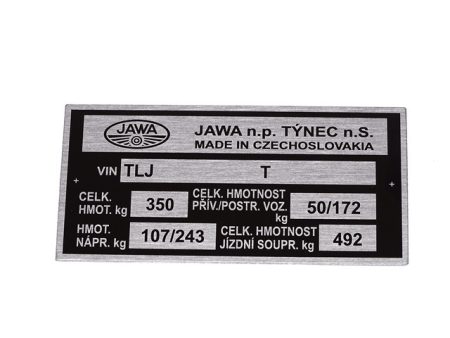 JAWA
JAWA n.p. TÝNEC n.S.
MADE IN CZECHOSLOVAKIA
VIN TLJ T
CELK. HMOT. kg 350
CELK. HMOTNOST PŘÍV./POSTR. VOZ. kg 50/172
HMOT. NÁPR. kg 107/243
CELK. HMOTNOST JÍZDNÍ SOUPR. kg 492